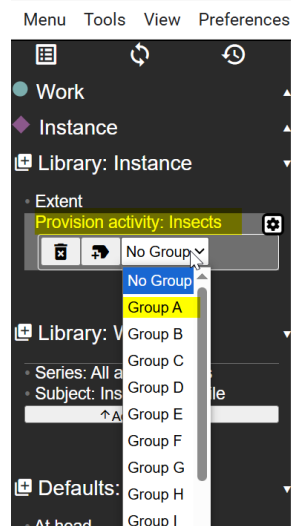 Menu Tools View Preferences
Work
Instance
Library: Instance
Extent
Provision activity: Insects
No Group
No Group
Group A
Library: W
Group B
Group C
Series: All a
Group D
Subject: Ins
Group E
Group F
Group G
Defaults:
Group H
At head
Group I